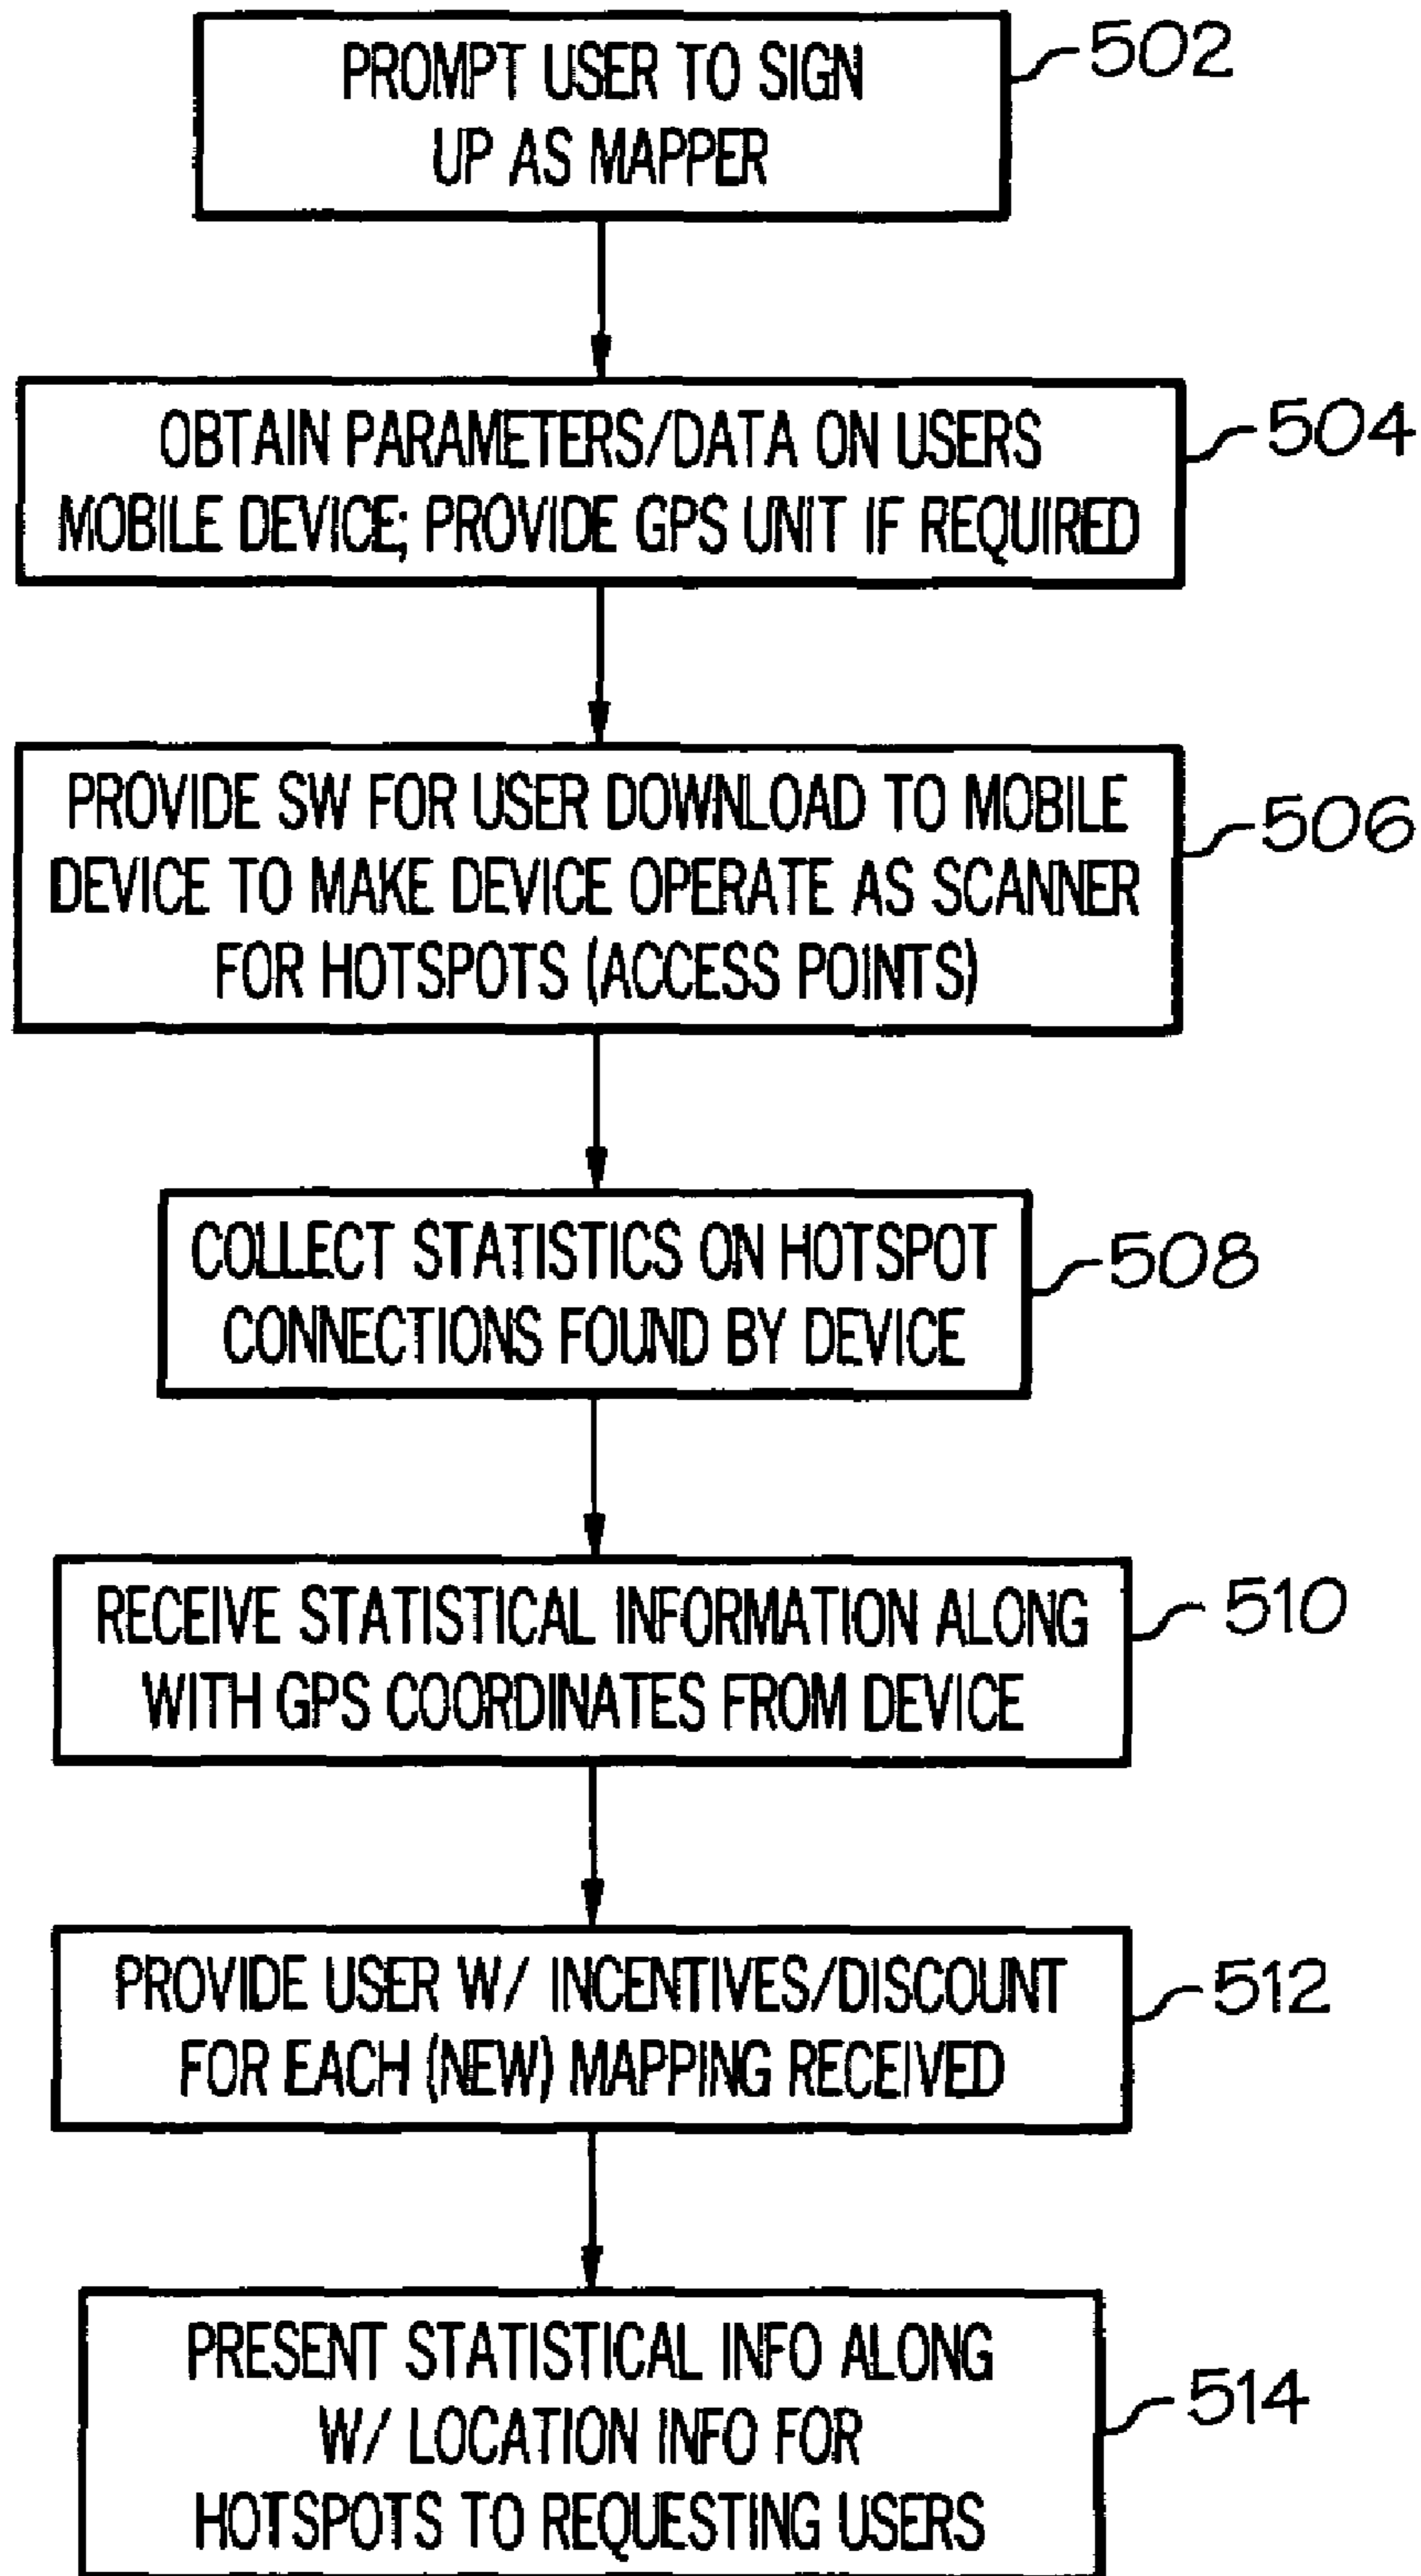 PROMPT USER TO SIGN
UP AS MAPPER
502
OBTAIN PARAMETERS/DATA ON USERS
MOBILE DEVICE; PROVIDE GPS UNIT IF REQUIRED
504
PROVIDE SW FOR USER DOWNLOAD TO MOBILE
DEVICE TO MAKE DEVICE OPERATE AS SCANNER
FOR HOTSPOTS (ACCESS POINTS)
506
COLLECT STATISTICS ON HOTSPOT
CONNECTIONS FOUND BY DEVICE
508
RECEIVE STATISTICAL INFORMATION ALONG
WITH GPS COORDINATES FROM DEVICE
510
PROVIDE USER W/ INCENTIVES/DISCOUNT
FOR EACH (NEW) MAPPING RECEIVED
512
PRESENT STATISTICAL INFO ALONG
W/ LOCATION INFO FOR
HOTSPOTS TO REQUESTING USERS
514